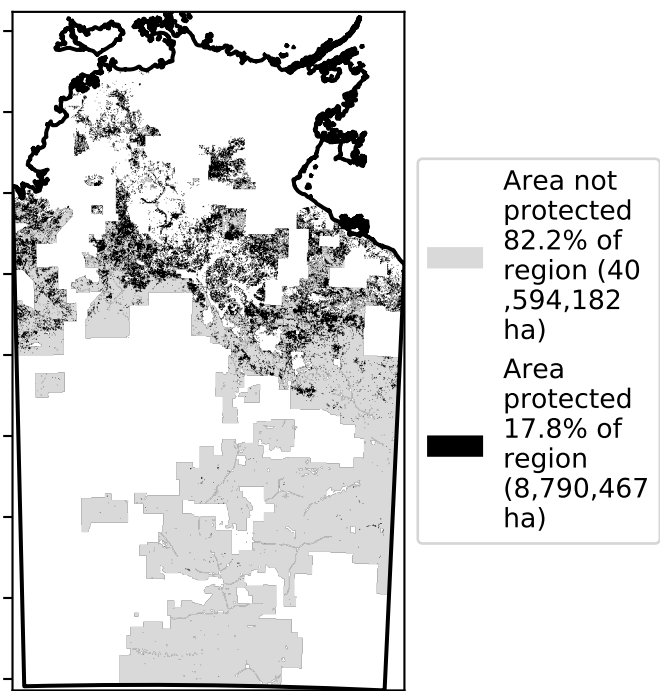 Area not
protected
82.2% of
region (40
,594,182
ha)
Area
protected
17.8% of
region
(8,790,467
ha)